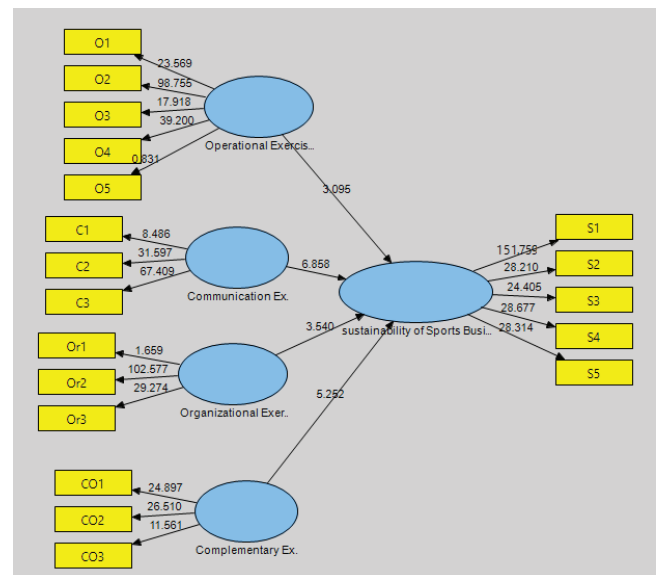 O1
23.569
O2
98.755
O3
17.918
39.200
O4
0.831
O5
Operational Exercis..
3.095
C1
8.486
C2
31.597
C3
67.409
Communication Ex.
6.858
Or1
1.659
Or2
102.577
Or3
29.274
Organizational Exer..
3.540
CO1
24.897
CO2
26.510
CO3
11.561
Complementary Ex.
5.252
sustainability of Sports Busi..
S1
151.759
S2
28.210
S3
24.405
S4
28.677
S5
28.314